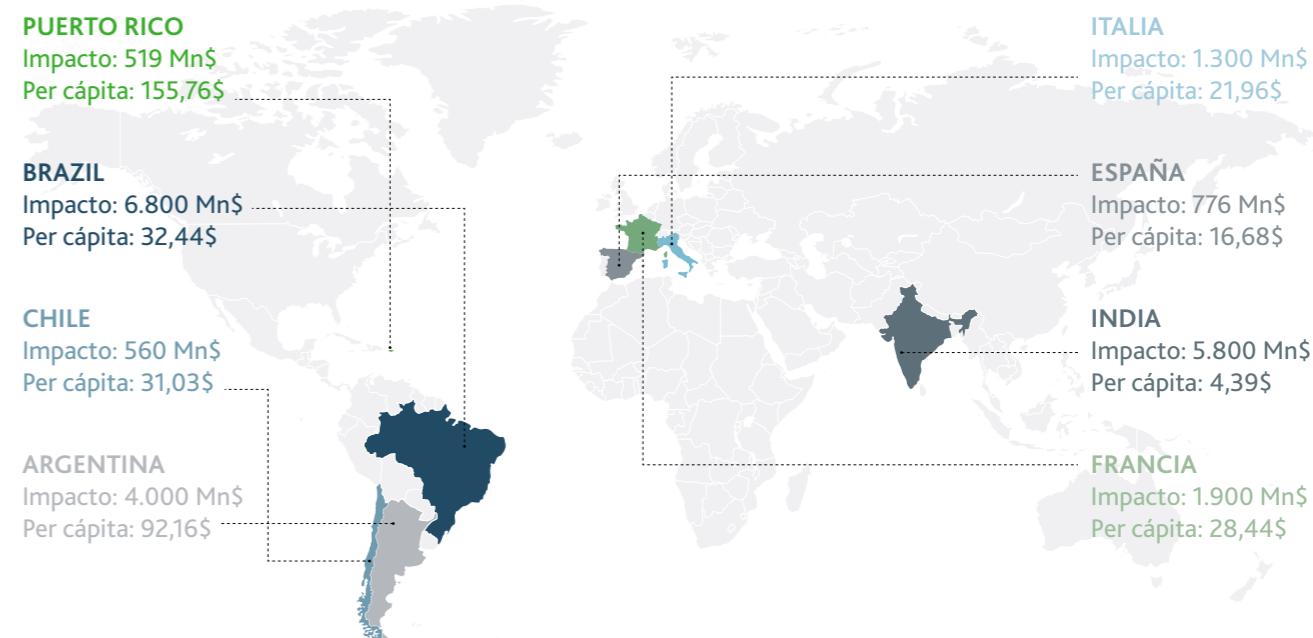 PUERTO RICO
Impacto: 519 Mn$
Per cápita: 155,76$
BRAZIL
Impacto: 6.800 Mn$
Per cápita: 32,44$
CHILE
Impacto: 560 Mn$
Per cápita: 31,03$
ARGENTINA
Impacto: 4.000 Mn$
Per cápita: 92,16$
ITALIA
Impacto: 1.300 Mn$
Per cápita: 21,96$
ESPAÑA
Impacto: 776 Mn$
Per cápita: 16,68$
INDIA
Impacto: 5.800 Mn$
Per cápita: 4,39$
FRANCIA
Impacto: 1.900 Mn$
Per cápita: 28,44$